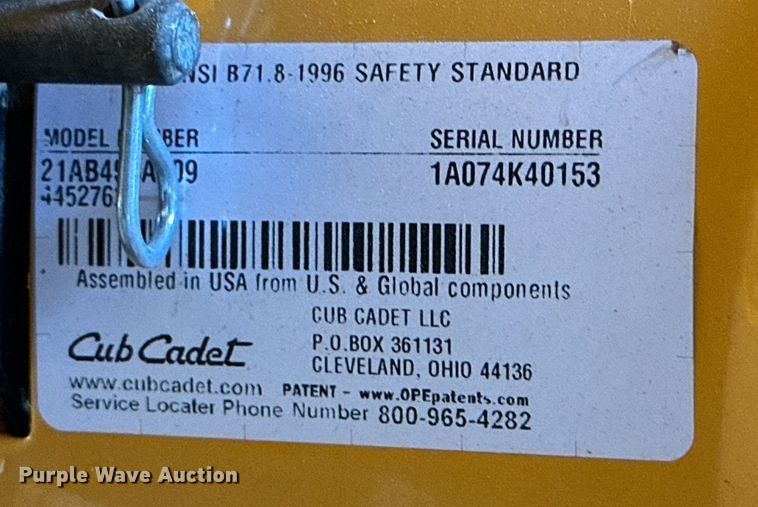 B71.8-1996 SAFETY STANDARD
MODEL SERIAL NUMBER
1A074K40153
Assembled in USA from U.S. & Global components
CUB CADET LLC
P.O.BOX 361131
CLEVELAND, OHIO 44136
Cub Cadet
www.cubcadet.com PATENT - www.OPEpatents.com
Service Locater Phone Number 800-965-4282
Purple Wave Auction